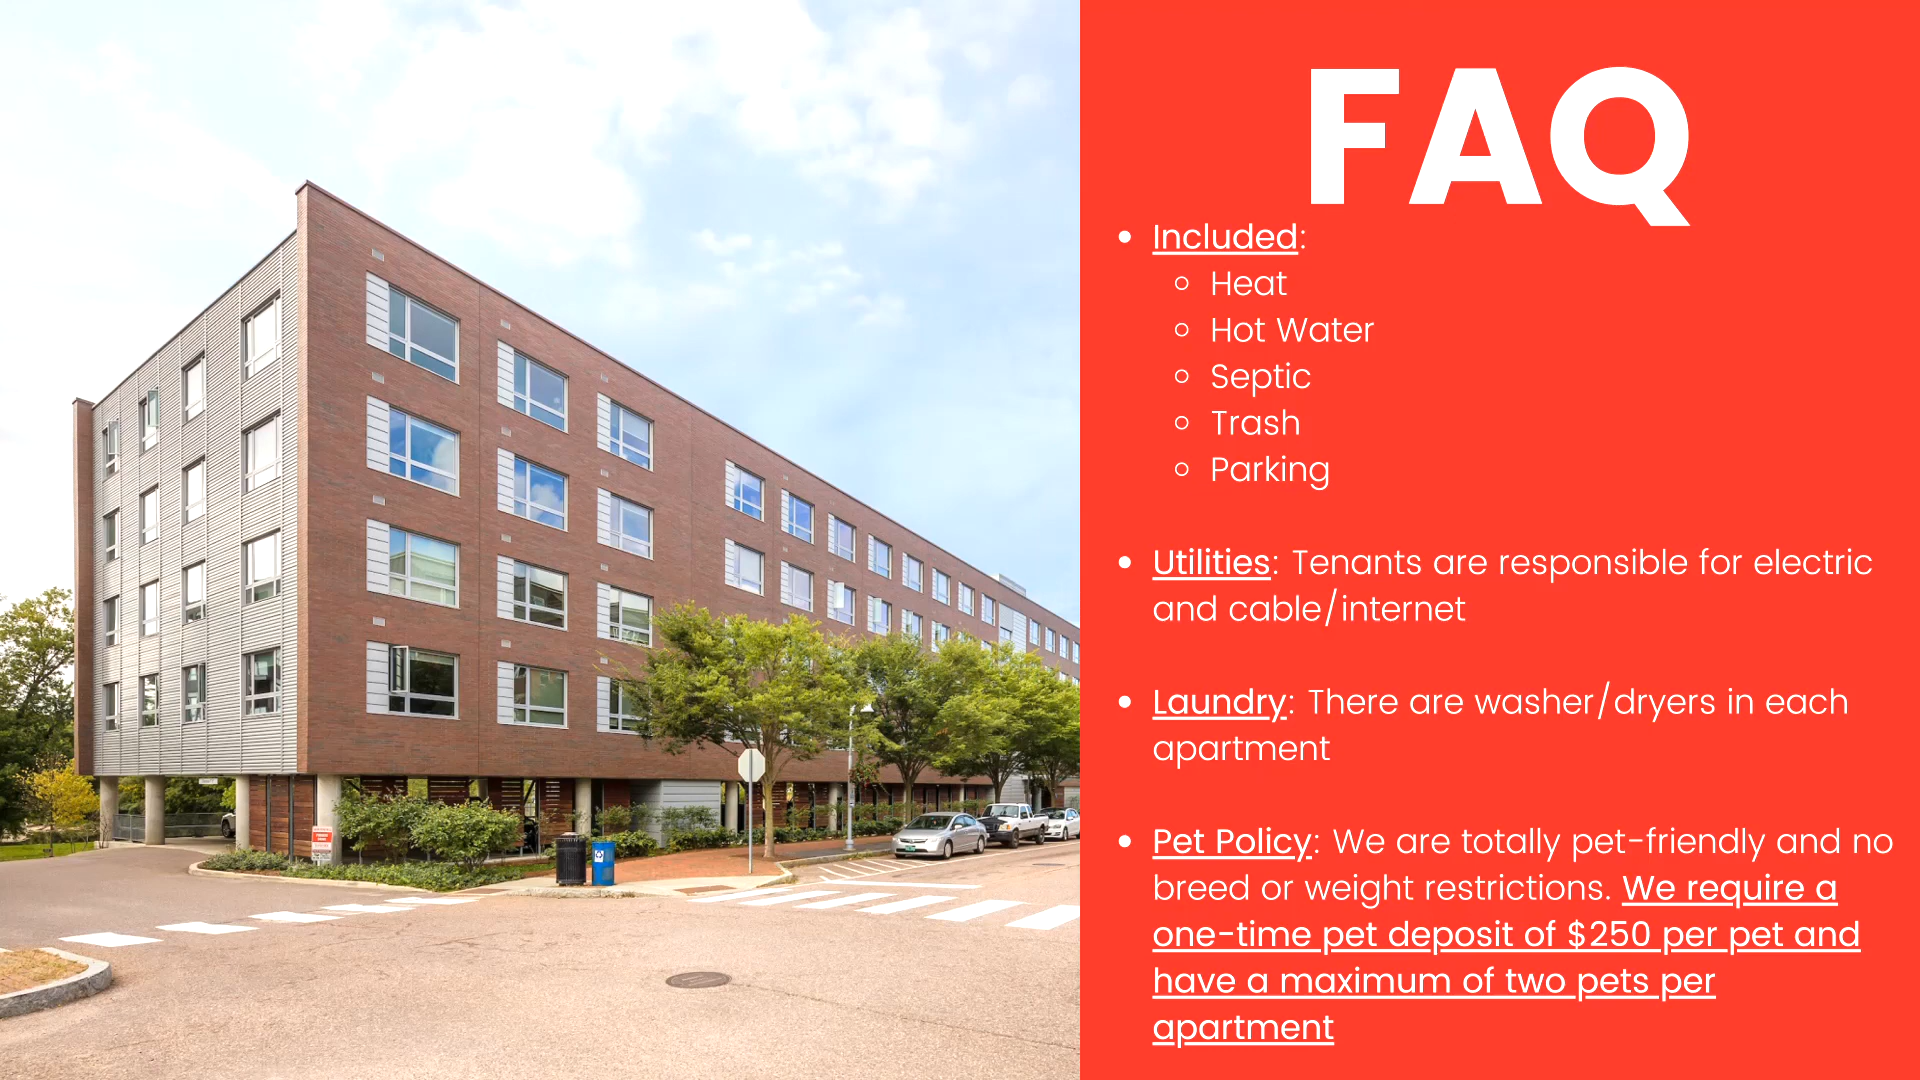 FAQ
• Included:
○ Heat
○ Hot Water
○ Septic
○ Trash
○ Parking
• Utilities: Tenants are responsible for electric
and cable/internet
• Laundry: There are washer/dryers in each
apartment
• Pet Policy: We are totally pet-friendly and no
breed or weight restrictions. We require a
one-time pet deposit of $250 per pet and
have a maximum of two pets per
apartment